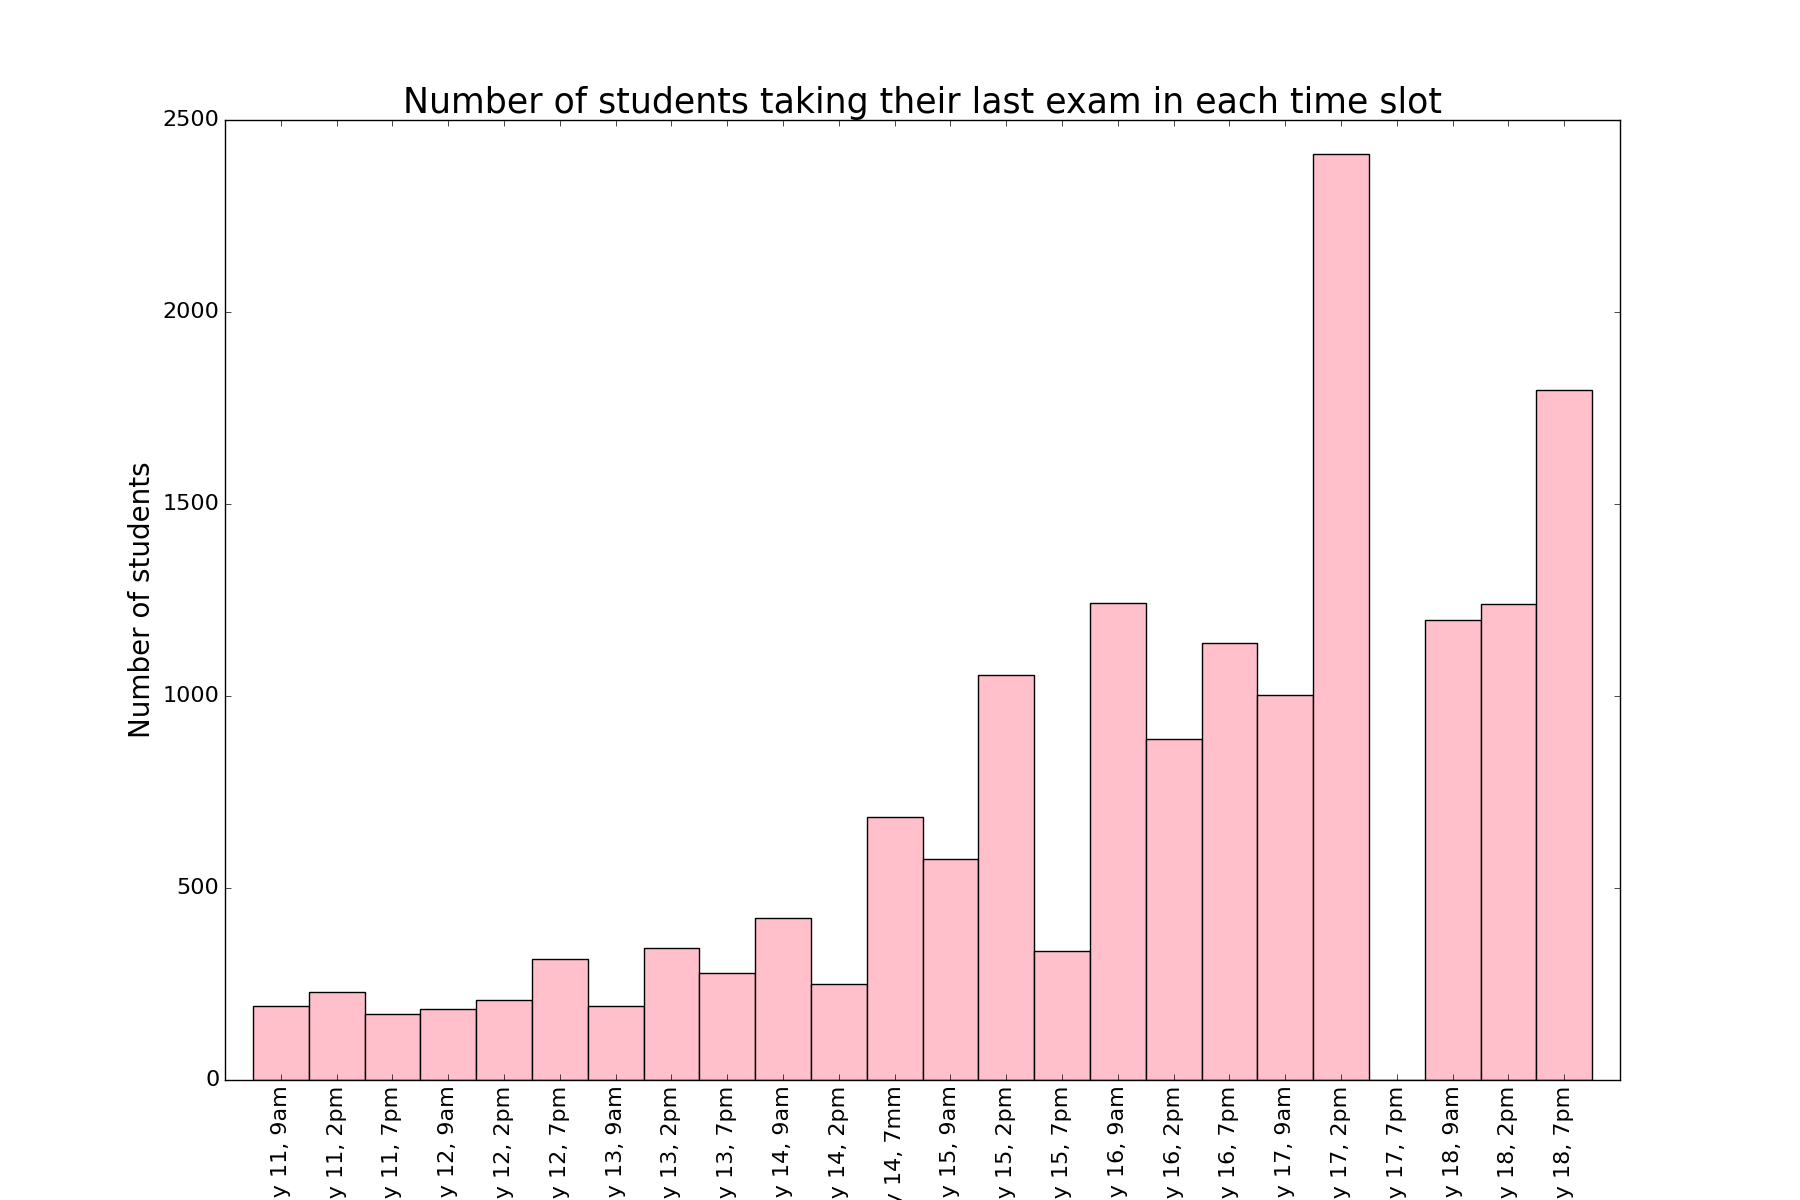 Number of students taking their last exam in each time slot
Number of students
2500
2000
1500
1000
500
0
y 11, 9am
y 11, 2pm
y 11, 7pm
y 12, 9am
y 12, 2pm
y 12, 7pm
y 13, 9am
y 13, 2pm
y 13, 7pm
y 14, 9am
y 14, 2pm
y 14, 7mm
y 15, 9am
y 15, 2pm
y 15, 7pm
y 16, 9am
y 16, 2pm
y 16, 7pm
y 17, 9am
y 17, 2pm
y 17, 7pm
y 18, 9am
y 18, 2pm
y 18, 7pm